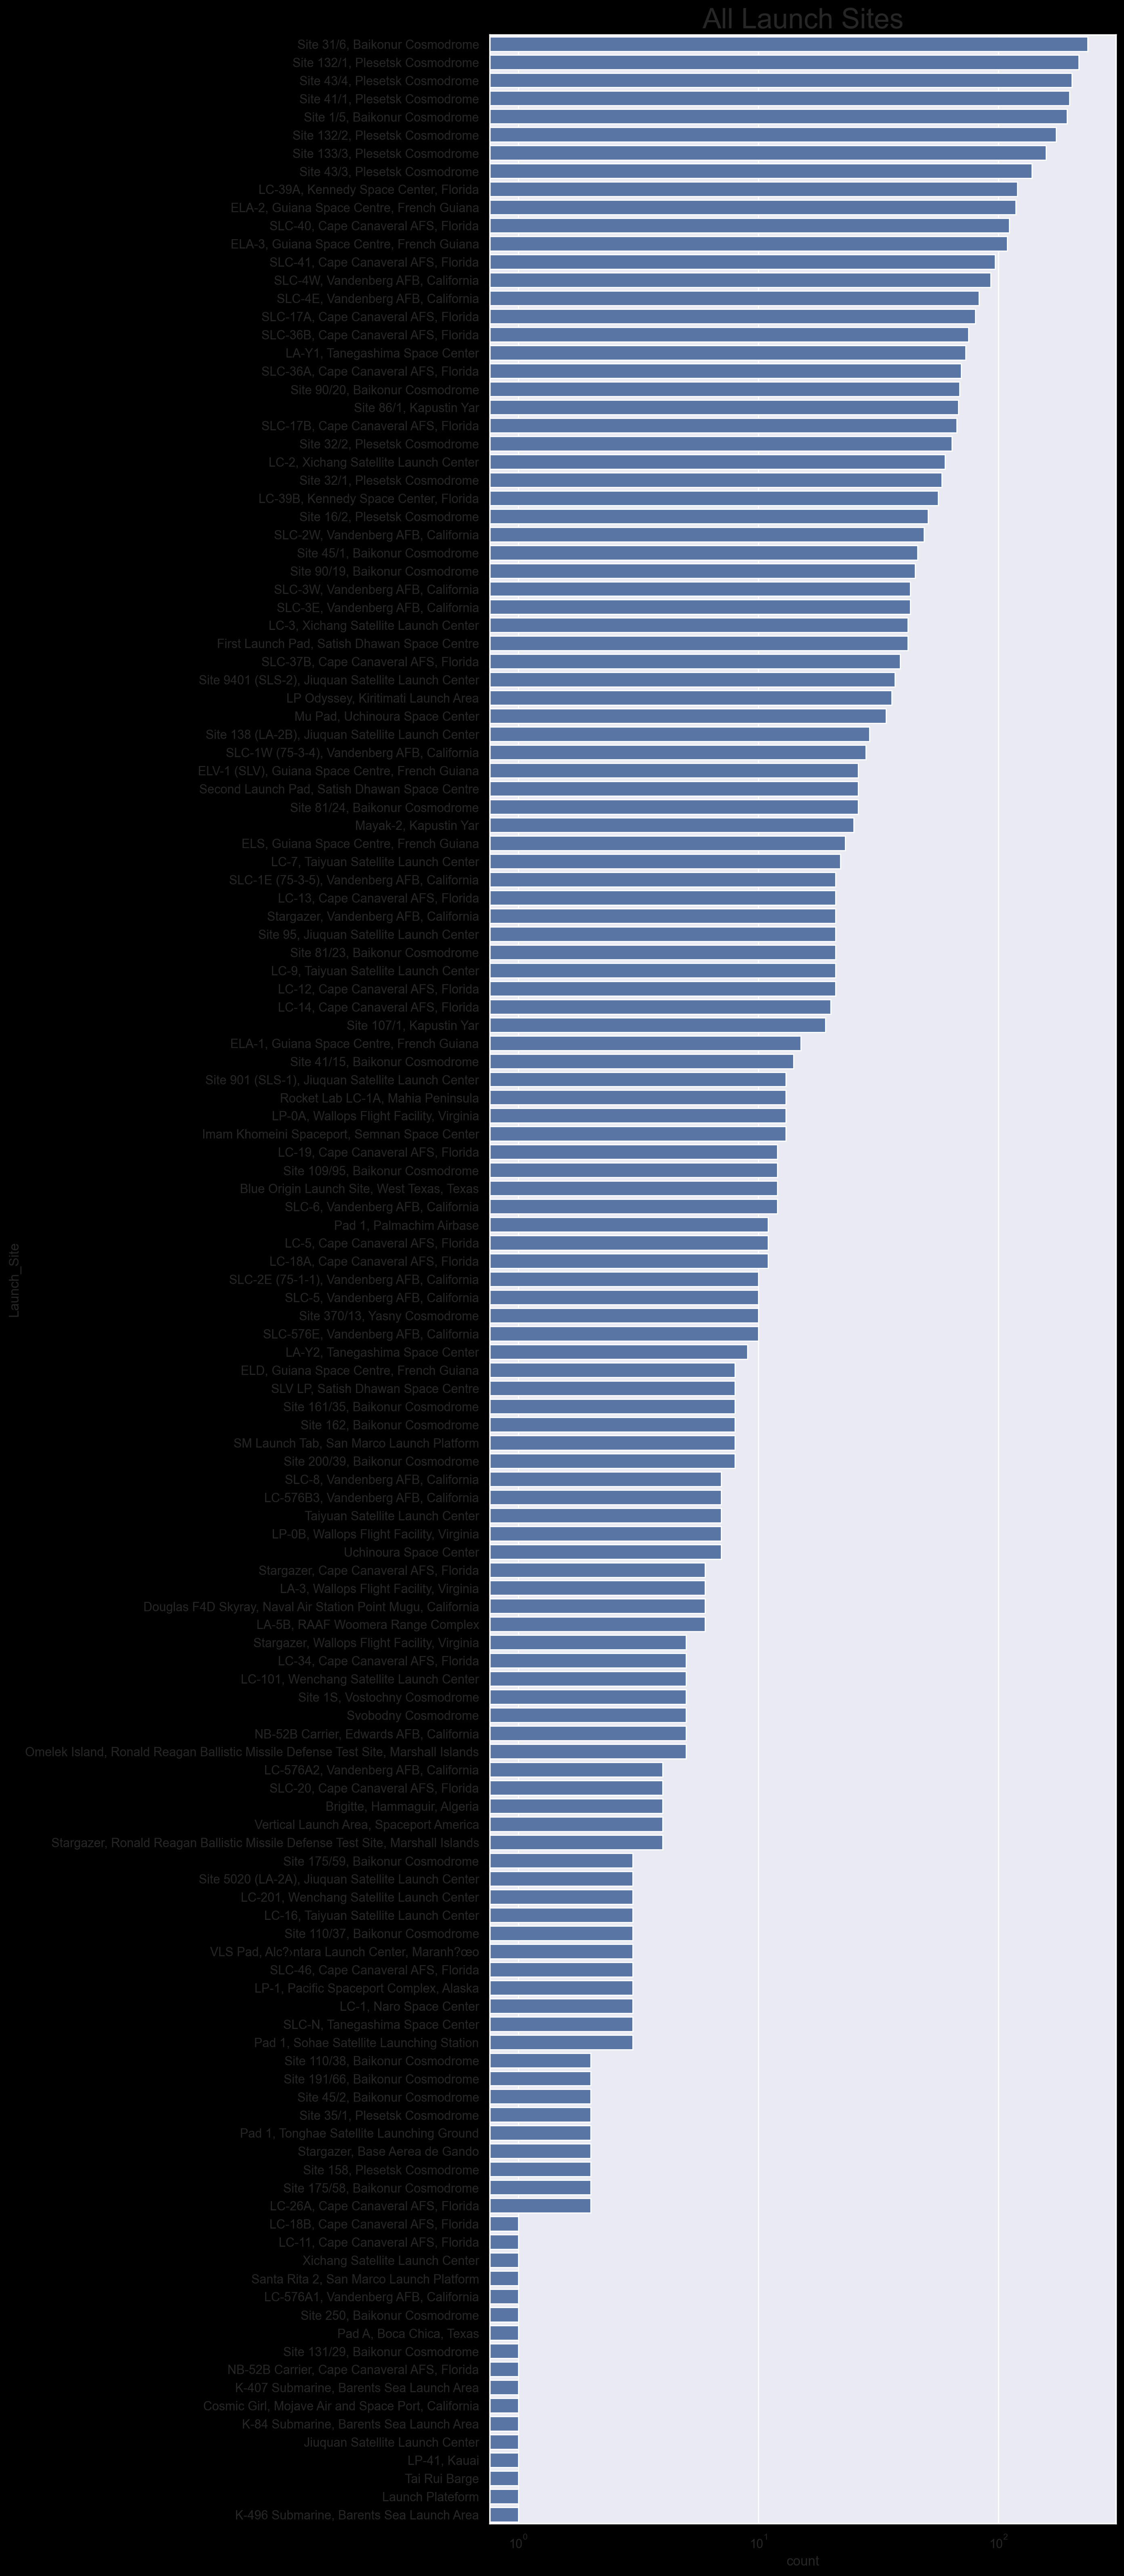 All Launch Sites
Site 31/6, Baikonur Cosmodrome
Site 132/1, Plesetsk Cosmodrome
Site 43/4, Plesetsk Cosmodrome
Site 41/1, Plesetsk Cosmodrome
Site 1/5, Baikonur Cosmodrome
Site 132/2, Plesetsk Cosmodrome
Site 133/3, Plesetsk Cosmodrome
Site 43/3, Plesetsk Cosmodrome
LC-39A, Kennedy Space Center, Florida
ELA-2, Guiana Space Centre, French Guiana
SLC-40, Cape Canaveral AFS, Florida
ELA-3, Guiana Space Centre, French Guiana
SLC-41, Cape Canaveral AFS, Florida
SLC-4W, Vandenberg AFB, California
SLC-4E, Vandenberg AFB, California
SLC-17A, Cape Canaveral AFS, Florida
SLC-36B, Cape Canaveral AFS, Florida
LA-Y1, Tanegashima Space Center
SLC-36A, Cape Canaveral AFS, Florida
Site 90/20, Baikonur Cosmodrome
Site 86/1, Kapustin Yar
SLC-17B, Cape Canaveral AFS, Florida
Site 32/2, Plesetsk Cosmodrome
LC-2, Xichang Satellite Launch Center
Site 32/1, Plesetsk Cosmodrome
LC-39B, Kennedy Space Center, Florida
Site 16/2, Plesetsk Cosmodrome
SLC-2W, Vandenberg AFB, California
Site 45/1, Baikonur Cosmodrome
Site 90/19, Baikonur Cosmodrome
SLC-3W, Vandenberg AFB, California
SLC-3E, Vandenberg AFB, California
LC-3, Xichang Satellite Launch Center
First Launch Pad, Satish Dhawan Space Centre
SLC-37B, Cape Canaveral AFS, Florida
Site 9401 (SLS-2), Jiuquan Satellite Launch Center
LP Odyssey, Kiritimati Launch Area
Mu Pad, Uchinoura Space Center
Site 138 (LA-2B), Jiuquan Satellite Launch Center
SLC-1W (75-3-4), Vandenberg AFB, California
ELV-1 (SLV), Guiana Space Centre, French Guiana
Second Launch Pad, Satish Dhawan Space Centre
Site 81/24, Baikonur Cosmodrome
Mayak-2, Kapustin Yar
ELS, Guiana Space Centre, French Guiana
LC-7, Taiyuan Satellite Launch Center
SLC-1E (75-3-5), Vandenberg AFB, California
LC-13, Cape Canaveral AFS, Florida
Stargazer, Vandenberg AFB, California
Site 95, Jiuquan Satellite Launch Center
Site 81/23, Baikonur Cosmodrome
LC-9, Taiyuan Satellite Launch Center
LC-12, Cape Canaveral AFS, Florida
LC-14, Cape Canaveral AFS, Florida
Site 107/1, Kapustin Yar
ELA-1, Guiana Space Centre, French Guiana
Site 41/15, Baikonur Cosmodrome
Site 901 (SLS-1), Jiuquan Satellite Launch Center
Rocket Lab LC-1A, Mahia Peninsula
LP-0A, Wallops Flight Facility, Virginia
Imam Khomeini Spaceport, Semnan Space Center
LC-19, Cape Canaveral AFS, Florida
Site 109/95, Baikonur Cosmodrome
Blue Origin Launch Site, West Texas, Texas
SLC-6, Vandenberg AFB, California
Pad 1, Palmachim Airbase
LC-5, Cape Canaveral AFS, Florida
LC-18A, Cape Canaveral AFS, Florida
SLC-2E (75-1-1), Vandenberg AFB, California
SLC-5, Vandenberg AFB, California
Site 370/13, Yasny Cosmodrome
SLC-576E, Vandenberg AFB, California
LA-Y2, Tanegashima Space Center
ELD, Guiana Space Centre, French Guiana
SLV LP, Satish Dhawan Space Centre
Site 161/35, Baikonur Cosmodrome
Site 162, Baikonur Cosmodrome
SM Launch Tab, San Marco Launch Platform
Site 200/39, Baikonur Cosmodrome
SLC-8, Vandenberg AFB, California
LC-576B3, Vandenberg AFB, California
Taiyuan Satellite Launch Center
LP-0B, Wallops Flight Facility, Virginia
Uchinoura Space Center
Stargazer, Cape Canaveral AFS, Florida
LA-3, Wallops Flight Facility, Virginia
Douglas F4D Skyray, Naval Air Station Point Mugu, California
LA-5B, RAAF Woomera Range Complex
Stargazer, Wallops Flight Facility, Virginia
LC-34, Cape Canaveral AFS, Florida
LC-101, Wenchang Satellite Launch Center
Site 1S, Vostochny Cosmodrome
Svobodny Cosmodrome
NB-52B Carrier, Edwards AFB, California
Omelek Island, Ronald Reagan Ballistic Missile Defense Test Site, Marshall Islands
LC-576A2, Vandenberg AFB, California
SLC-20, Cape Canaveral AFS, Florida
Brigitte, Hammaguir, Algeria
Vertical Launch Area, Spaceport America
Stargazer, Ronald Reagan Ballistic Missile Defense Test Site, Marshall Islands
Site 175/59, Baikonur Cosmodrome
Site 5020 (LA-2A), Jiuquan Satellite Launch Center
LC-201, Wenchang Satellite Launch Center
LC-16, Taiyuan Satellite Launch Center
Site 110/37, Baikonur Cosmodrome
VLS Pad, Alc?›ntara Launch Center, Maranh?œo
SLC-46, Cape Canaveral AFS, Florida
LP-1, Pacific Spaceport Complex, Alaska
LC-1, Naro Space Center
SLC-N, Tanegashima Space Center
Pad 1, Sohae Satellite Launching Station
Site 110/38, Baikonur Cosmodrome
Site 191/66, Baikonur Cosmodrome
Site 45/2, Baikonur Cosmodrome
Site 35/1, Plesetsk Cosmodrome
Pad 1, Tonghae Satellite Launching Ground
Stargazer, Base Aerea de Gando
Site 158, Plesetsk Cosmodrome
Site 175/58, Baikonur Cosmodrome
LC-26A, Cape Canaveral AFS, Florida
LC-18B, Cape Canaveral AFS, Florida
LC-11, Cape Canaveral AFS, Florida
Xichang Satellite Launch Center
Santa Rita 2, San Marco Launch Platform
LC-576A1, Vandenberg AFB, California
Site 250, Baikonur Cosmodrome
Pad A, Boca Chica, Texas
Site 131/29, Baikonur Cosmodrome
NB-52B Carrier, Cape Canaveral AFS, Florida
K-407 Submarine, Barents Sea Launch Area
Cosmic Girl, Mojave Air and Space Port, California
K-84 Submarine, Barents Sea Launch Area
Jiuquan Satellite Launch Center
LP-41, Kauai
Tai Rui Barge
Launch Plateform
K-496 Submarine, Barents Sea Launch Area
Launch_Site
10⁰ 10¹ 10²
count